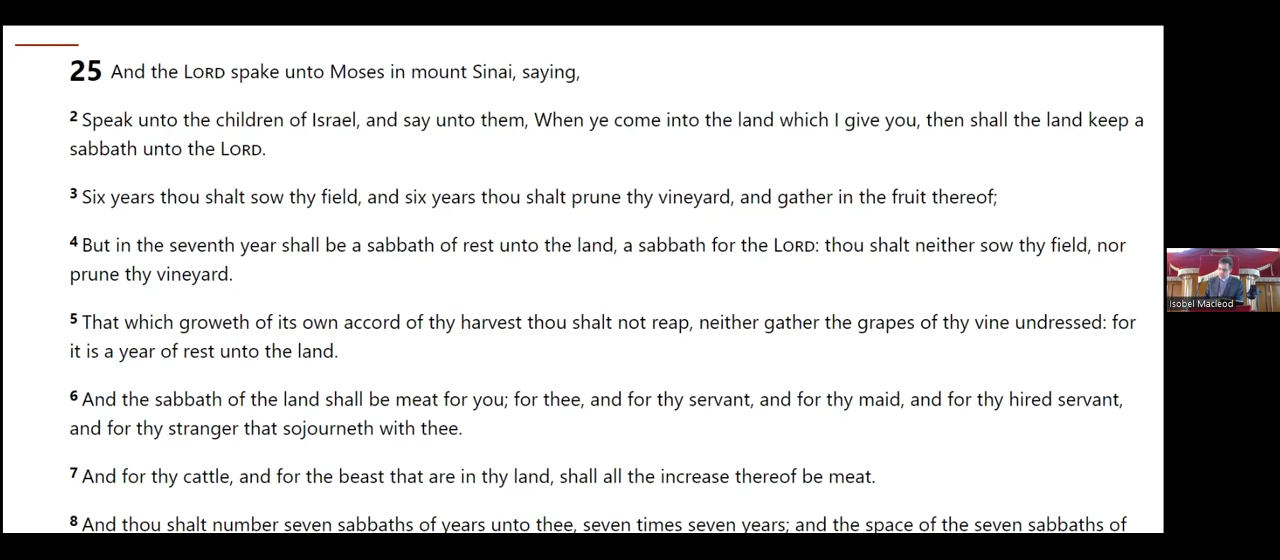 25 And the LORD spake unto Moses in mount Sinai, saying,
2 Speak unto the children of Israel, and say unto them, When ye come into the land which I give you, then shall the land keep a
sabbath unto the LORD.
3 Six years thou shalt sow thy field, and six years thou shalt prune thy vineyard, and gather in the fruit thereof;
4 But in the seventh year shall be a sabbath of rest unto the land, a sabbath for the LORD: thou shalt neither sow thy field, nor
prune thy vineyard.
5 That which groweth of its own accord of thy harvest thou shalt not reap, neither gather the grapes of thy vine undressed: for
it is a year of rest unto the land.
6 And the sabbath of the land shall be meat for you; for thee, and for thy servant, and for thy maid, and for thy hired servant,
and for thy stranger that sojourneth with thee.
7 And for thy cattle, and for the beast that are in thy land, shall all the increase thereof be meat.
8 And thou shalt number seven sabbaths of years unto thee, seven times seven years; and the space of the seven sabbaths of
Isobel Macleod